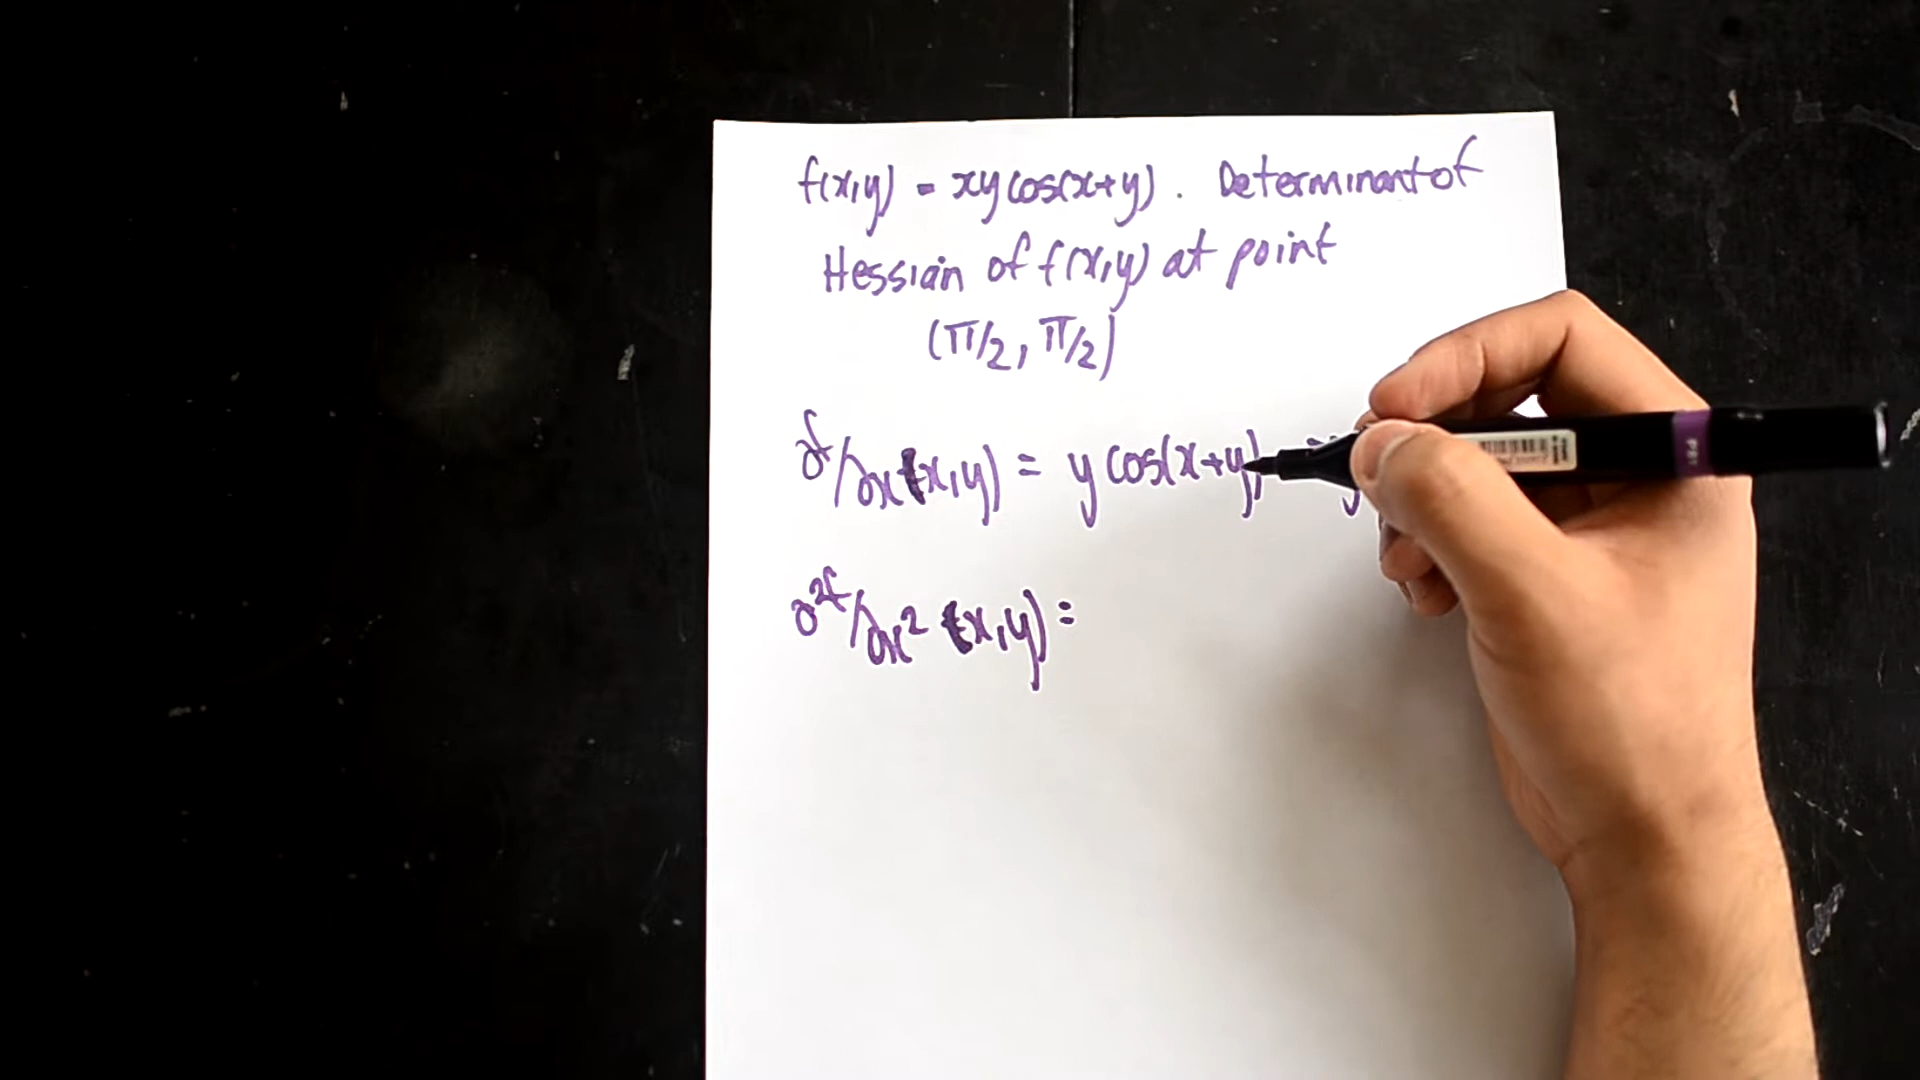 f(x,y) = xy cos(x+y). Determinant of
Hessian of f(x,y) at point
(π/2, π/2)
∂f/∂x (x,y) = y cos(x+y)
∂²f/∂x² (x,y) =